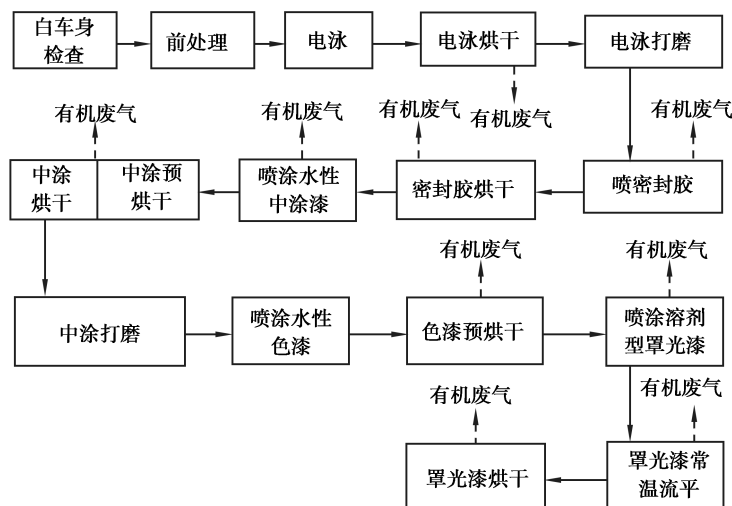 白车身
检查
前处理
电泳
电泳烘干
电泳打磨
有机废气
有机废气
有机废气
有机废气
有机废气
中涂
烘干
中涂预
烘干
喷涂水性
中涂漆
密封胶烘干
喷密封胶
有机废气
有机废气
中涂打磨
喷涂水性
色漆
色漆预烘干
喷涂溶剂
型罩光漆
有机废气
有机废气
罩光漆烘干
罩光漆常
温流平